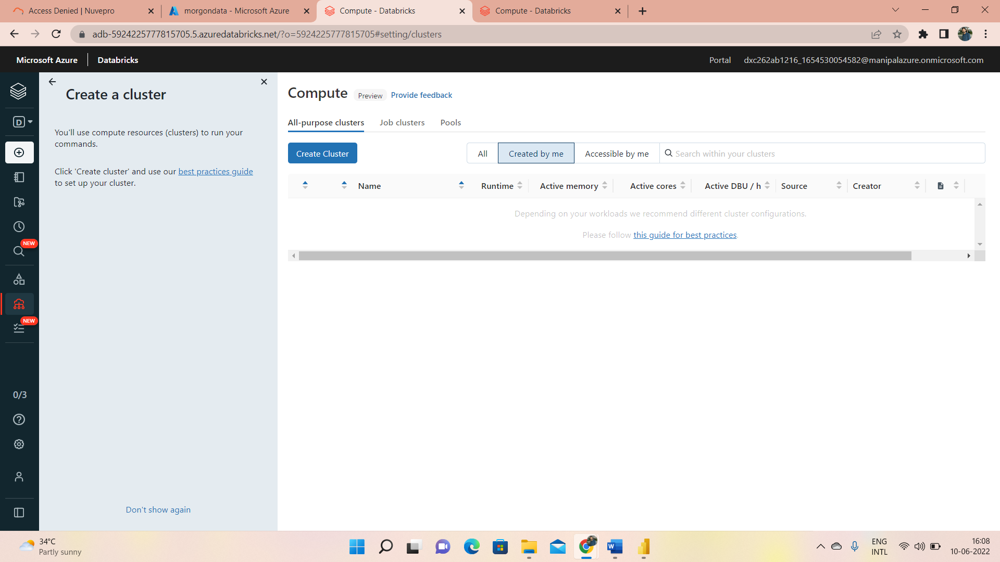 Access Denied | Nuvepro
morgondata - Microsoft Azure
Compute - Databricks
Compute - Databricks
adb-5924225777815705.5.azuredatabricks.net/?o=5924225777815705#setting/clusters
Microsoft Azure
Databricks
Portal
dxc262ab1216_1654530054582@manipalazure.onmicrosoft.com
D
NEW
NEW
0/3
Create a cluster
You'll use compute resources (clusters) to run your
commands.
Click 'Create cluster' and use our best practices guide
to set up your cluster.
Don't show again
Compute
Preview
Provide feedback
All-purpose clusters
Job clusters
Pools
Create Cluster
All
Created by me
Accessible by me
Search within your clusters
Name
Runtime
Active memory
Active cores
Active DBU / h
Source
Creator
Depending on your workloads we recommend different cluster configurations.
Please follow this guide for best practices.
34°C
Partly sunny
W
ENG
INTL
16:08
10-06-2022